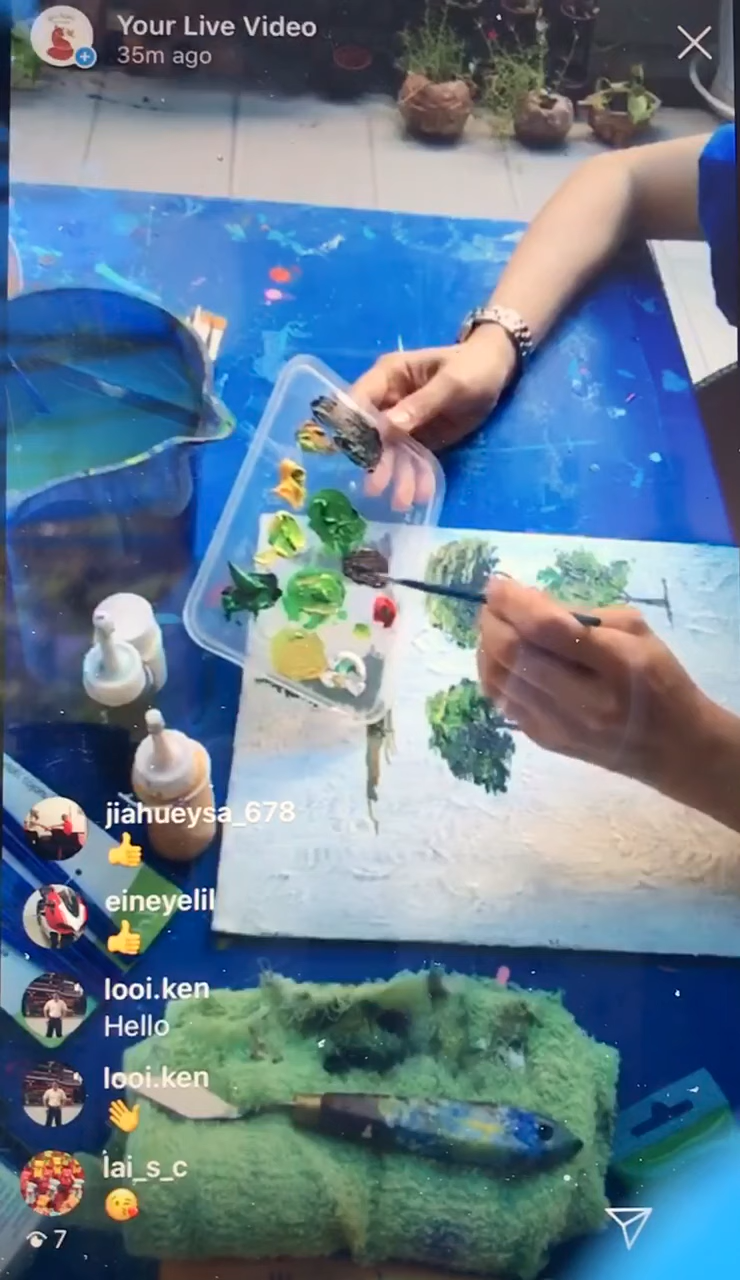 Your Live Video
35m ago
jiahueysa_678
👍
eineyelil
👍
looi.ken
Hello
looi.ken
👋
lai_s_c
😘
7